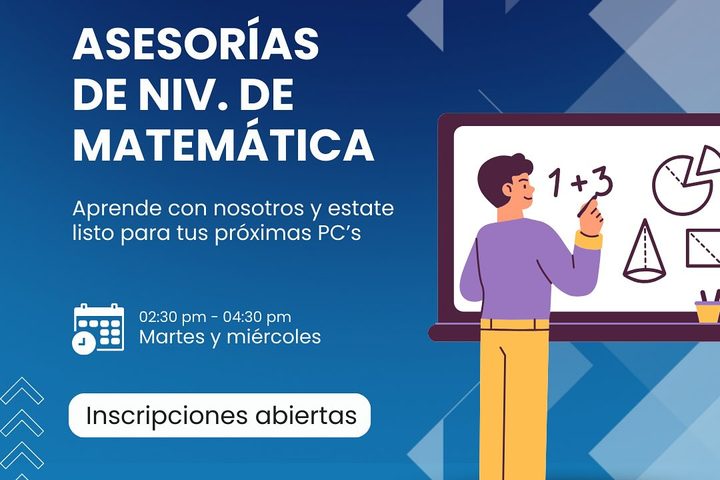 ASESORÍAS
DE NIV. DE
MATEMÁTICA
Aprende con nosotros y estate
listo para tus próximas PC's
02:30 pm - 04:30 pm
Martes y miércoles
Inscripciones abiertas
1+3